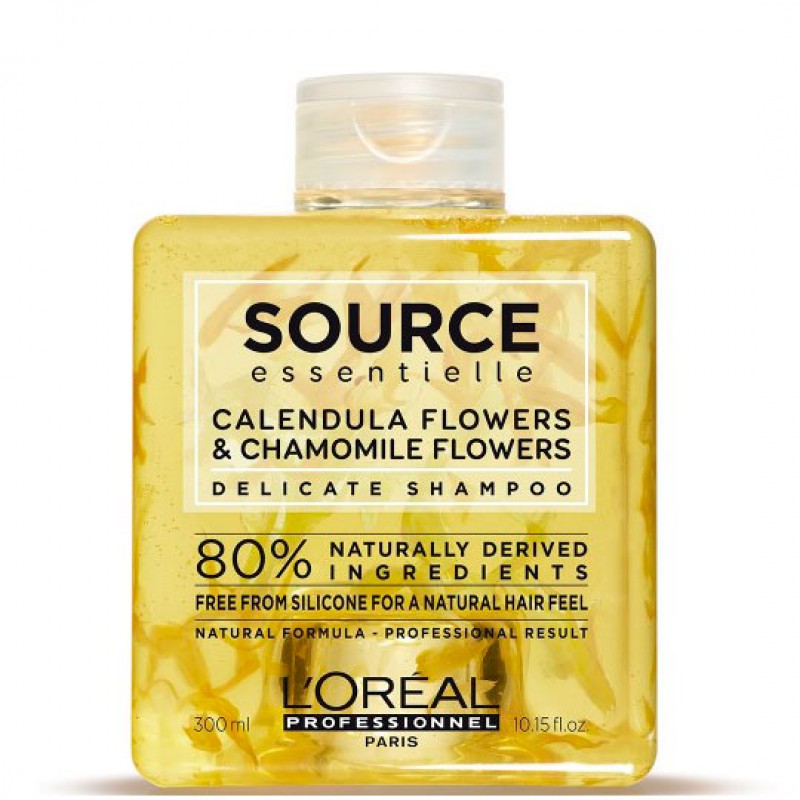 SOURCE
essentielle
CALENDULA FLOWERS
& CHAMOMILE FLOWERS
DELICATE SHAMPOO
80% NATURALLY DERIVED
INGREDIENTS
FREE FROM SILICONE FOR A NATURAL HAIR FEEL
NATURAL FORMULA - PROFESSIONAL RESULT
L'ORÉAL
300 ml PROFESSIONNEL 10.15 fl.oz.
PARIS